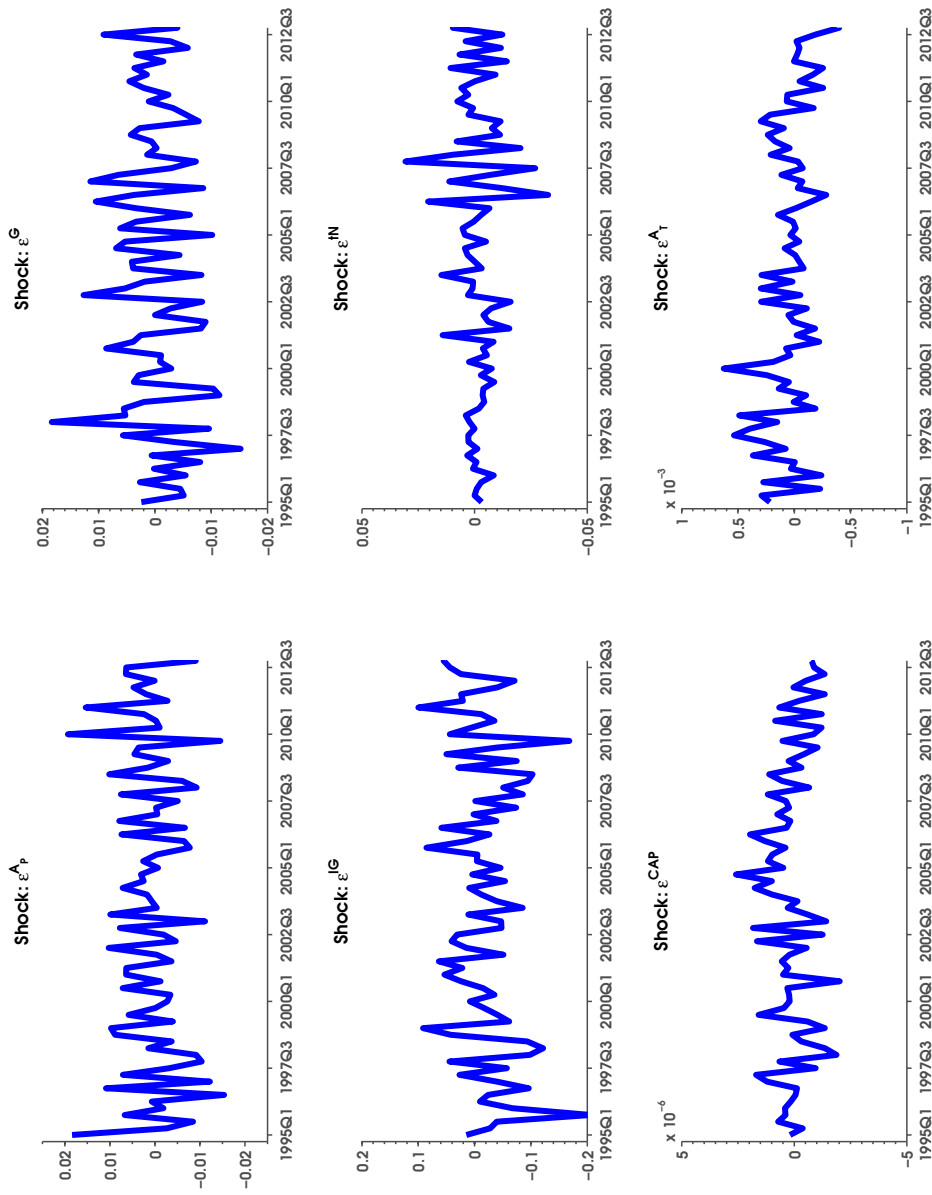 Shock: ε^A_P
0.02
0.01
0
−0.01
−0.02
1995Q1 1997Q3 2000Q1 2002Q3 2005Q1 2007Q3 2010Q1 2012Q3
Shock: ε^G
0.02
0.01
0
−0.01
−0.02
1995Q1 1997Q3 2000Q1 2002Q3 2005Q1 2007Q3 2010Q1 2012Q3
Shock: ε^IG
0.2
0.1
0
−0.1
−0.2
1995Q1 1997Q3 2000Q1 2002Q3 2005Q1 2007Q3 2010Q1 2012Q3
Shock: ε^tN
0.05
0
−0.05
1995Q1 1997Q3 2000Q1 2002Q3 2005Q1 2007Q3 2010Q1 2012Q3
Shock: ε^CAP
x 10^−6
5
0
−5
1995Q1 1997Q3 2000Q1 2002Q3 2005Q1 2007Q3 2010Q1 2012Q3
Shock: ε^A_T
x 10^−3
1
0.5
0
−0.5
−1
1995Q1 1997Q3 2000Q1 2002Q3 2005Q1 2007Q3 2010Q1 2012Q3